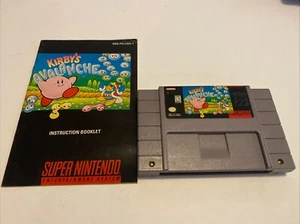 KIRBY'S
AVALANCHE
INSTRUCTION BOOKLET
SUPER NINTENDO
ENTERTAINMENT SYSTEM
KIRBY'S
AVALANCHE